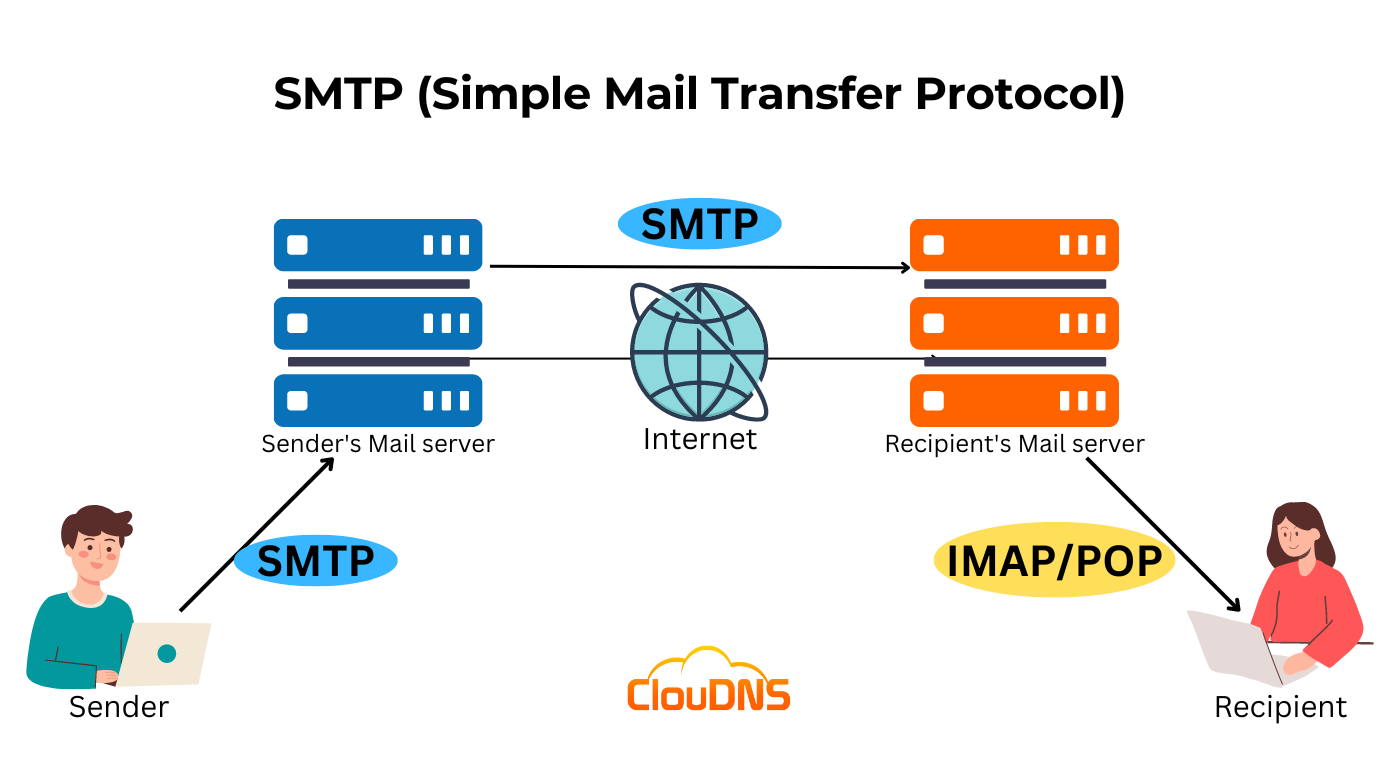 SMTP (Simple Mail Transfer Protocol)
SMTP
Sender's Mail server
Internet
Recipient's Mail server
SMTP
IMAP/POP
Sender
ClouDNS
Recipient